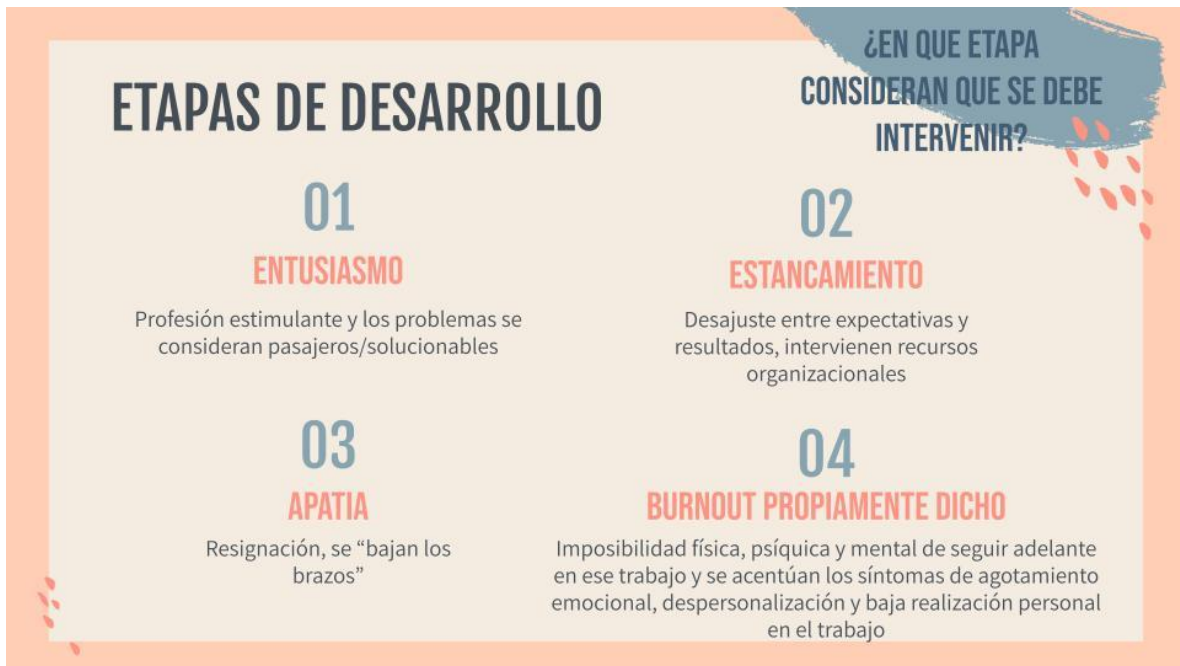 ¿EN QUE ETAPA
CONSIDERAN QUE SE DEBE
INTERVENIR?
ETAPAS DE DESARROLLO
01
ENTUSIASMO
Profesión estimulante y los problemas se
consideran pasajeros/solucionables
02
ESTANCAMIENTO
Desajuste entre expectativas y
resultados, intervienen recursos
organizacionales
03
APATIA
Resignación, se “bajan los
brazos”
04
BURNOUT PROPIAMENTE DICHO
Imposibilidad física, psíquica y mental de seguir adelante
en ese trabajo y se acentúan los síntomas de agotamiento
emocional, despersonalización y baja realización personal
en el trabajo